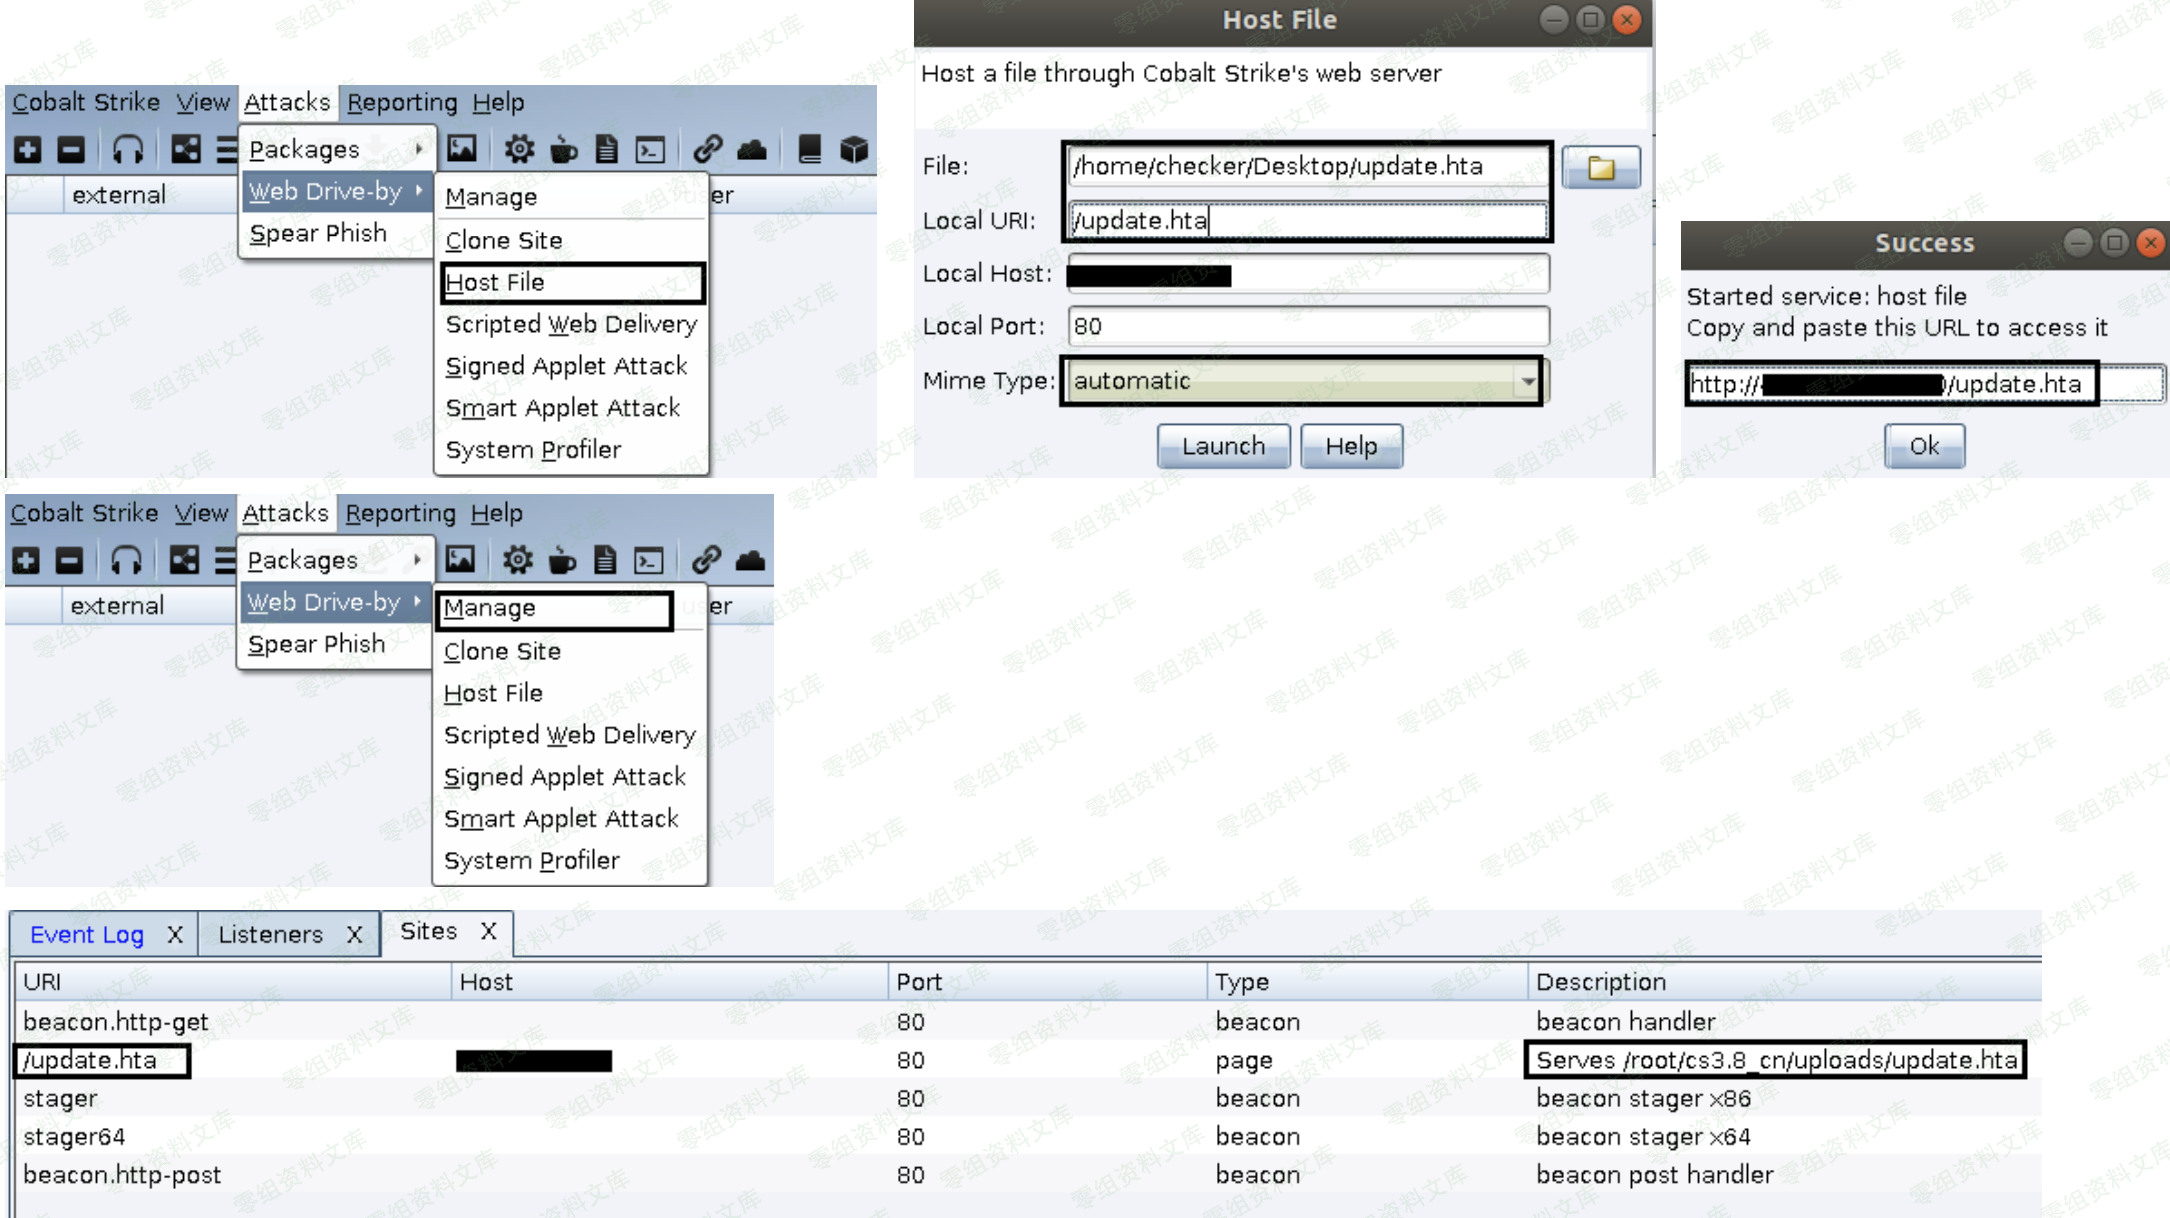 Cobalt Strike View Attacks Reporting Help
Packages
external
Web Drive-by
Spear Phish
Manage
Clone Site
Host File
Scripted Web Delivery
Signed Applet Attack
Smart Applet Attack
System Profiler
er
Host File
Host a file through Cobalt Strike's web server
File: /home/checker/Desktop/update.hta
Local URI: /update.hta
Local Host:
Local Port: 80
Mime Type: automatic
Launch Help
Success
Started service: host file
Copy and paste this URL to access it
http:// /update.hta
Ok
Cobalt Strike View Attacks Reporting Help
Packages
external
Web Drive-by
Spear Phish
Manage
Clone Site
Host File
Scripted Web Delivery
Signed Applet Attack
Smart Applet Attack
System Profiler
er
Event Log X Listeners X Sites X
URI Host Port Type Description
beacon.http-get 80 beacon beacon handler
/update.hta 80 page Serves /root/cs3.8_cn/uploads/update.hta
stager 80 beacon beacon stager x86
stager64 80 beacon beacon stager x64
beacon.http-post 80 beacon beacon post handler
零组资料文库